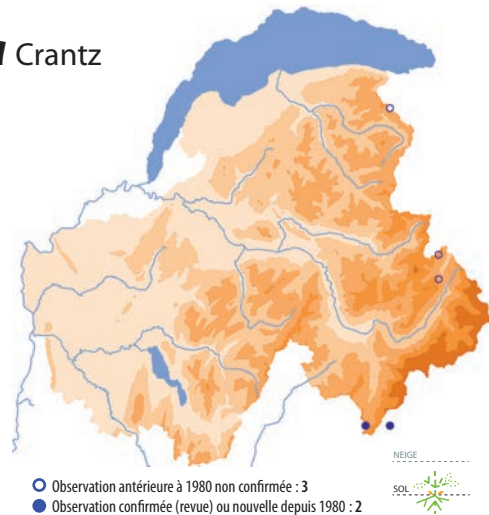 Crantz
NEIGE
SOL
Observation antérieure à 1980 non confirmée : 3
Observation confirmée (revue) ou nouvelle depuis 1980 : 2